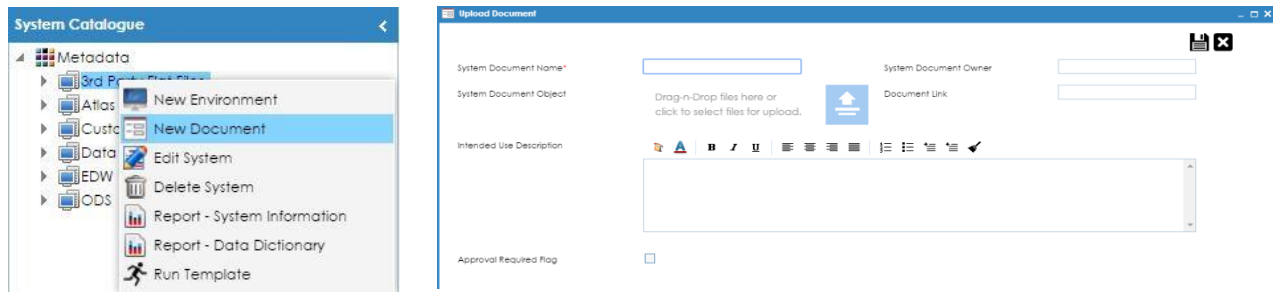 System Catalogue
Metadata
3rd Party Flat Files
Atlas
Custo
Data
EDW
ODS
New Environment
New Document
Edit System
Delete System
Report - System Information
Report - Data Dictionary
Run Template
Upload Document
System Document Name*
System Document Owner
System Document Object
Drag-n-Drop files here or
click to select files for upload.
Document Link
Intended Use Description
A B I U
Approval Required Flag